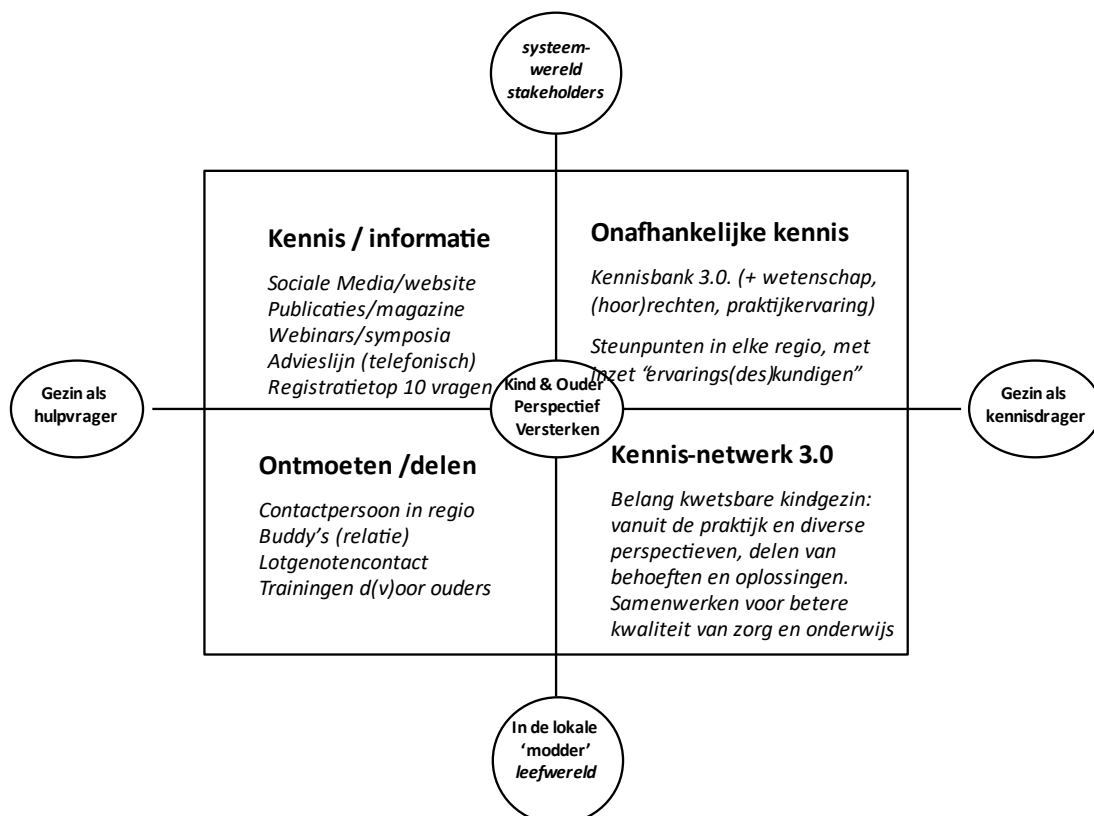 systeem-
wereld
stakeholders
Kennis / informatie
Sociale Media/website
Publicaties/magazine
Webinars/symposia
Advieslijn (telefonisch)
Registratietop 10 vragen
Onafhankelijke kennis
Kennisbank 3.0. (+ wetenschap,
(hoor)rechten, praktijkervaring)
Steunpunten in elke regio, met
inzet “ervarings(des)kundigen”
Gezin als
hulpvrager
Kind & Ouder
Perspectief
Versterken
Gezin als
kennisdrager
Ontmoeten /delen
Contactpersoon in regio
Buddy’s (relatie)
Lotgenotencontact
Trainingen d(v)oor ouders
Kennis-netwerk 3.0
Belang kwetsbare kind-gezin:
vanuit de praktijk en diverse
perspectieven, delen van
behoeften en oplossingen.
Samenwerken voor betere
kwaliteit van zorg en onderwijs
In de lokale
‘modder’
leefwereld